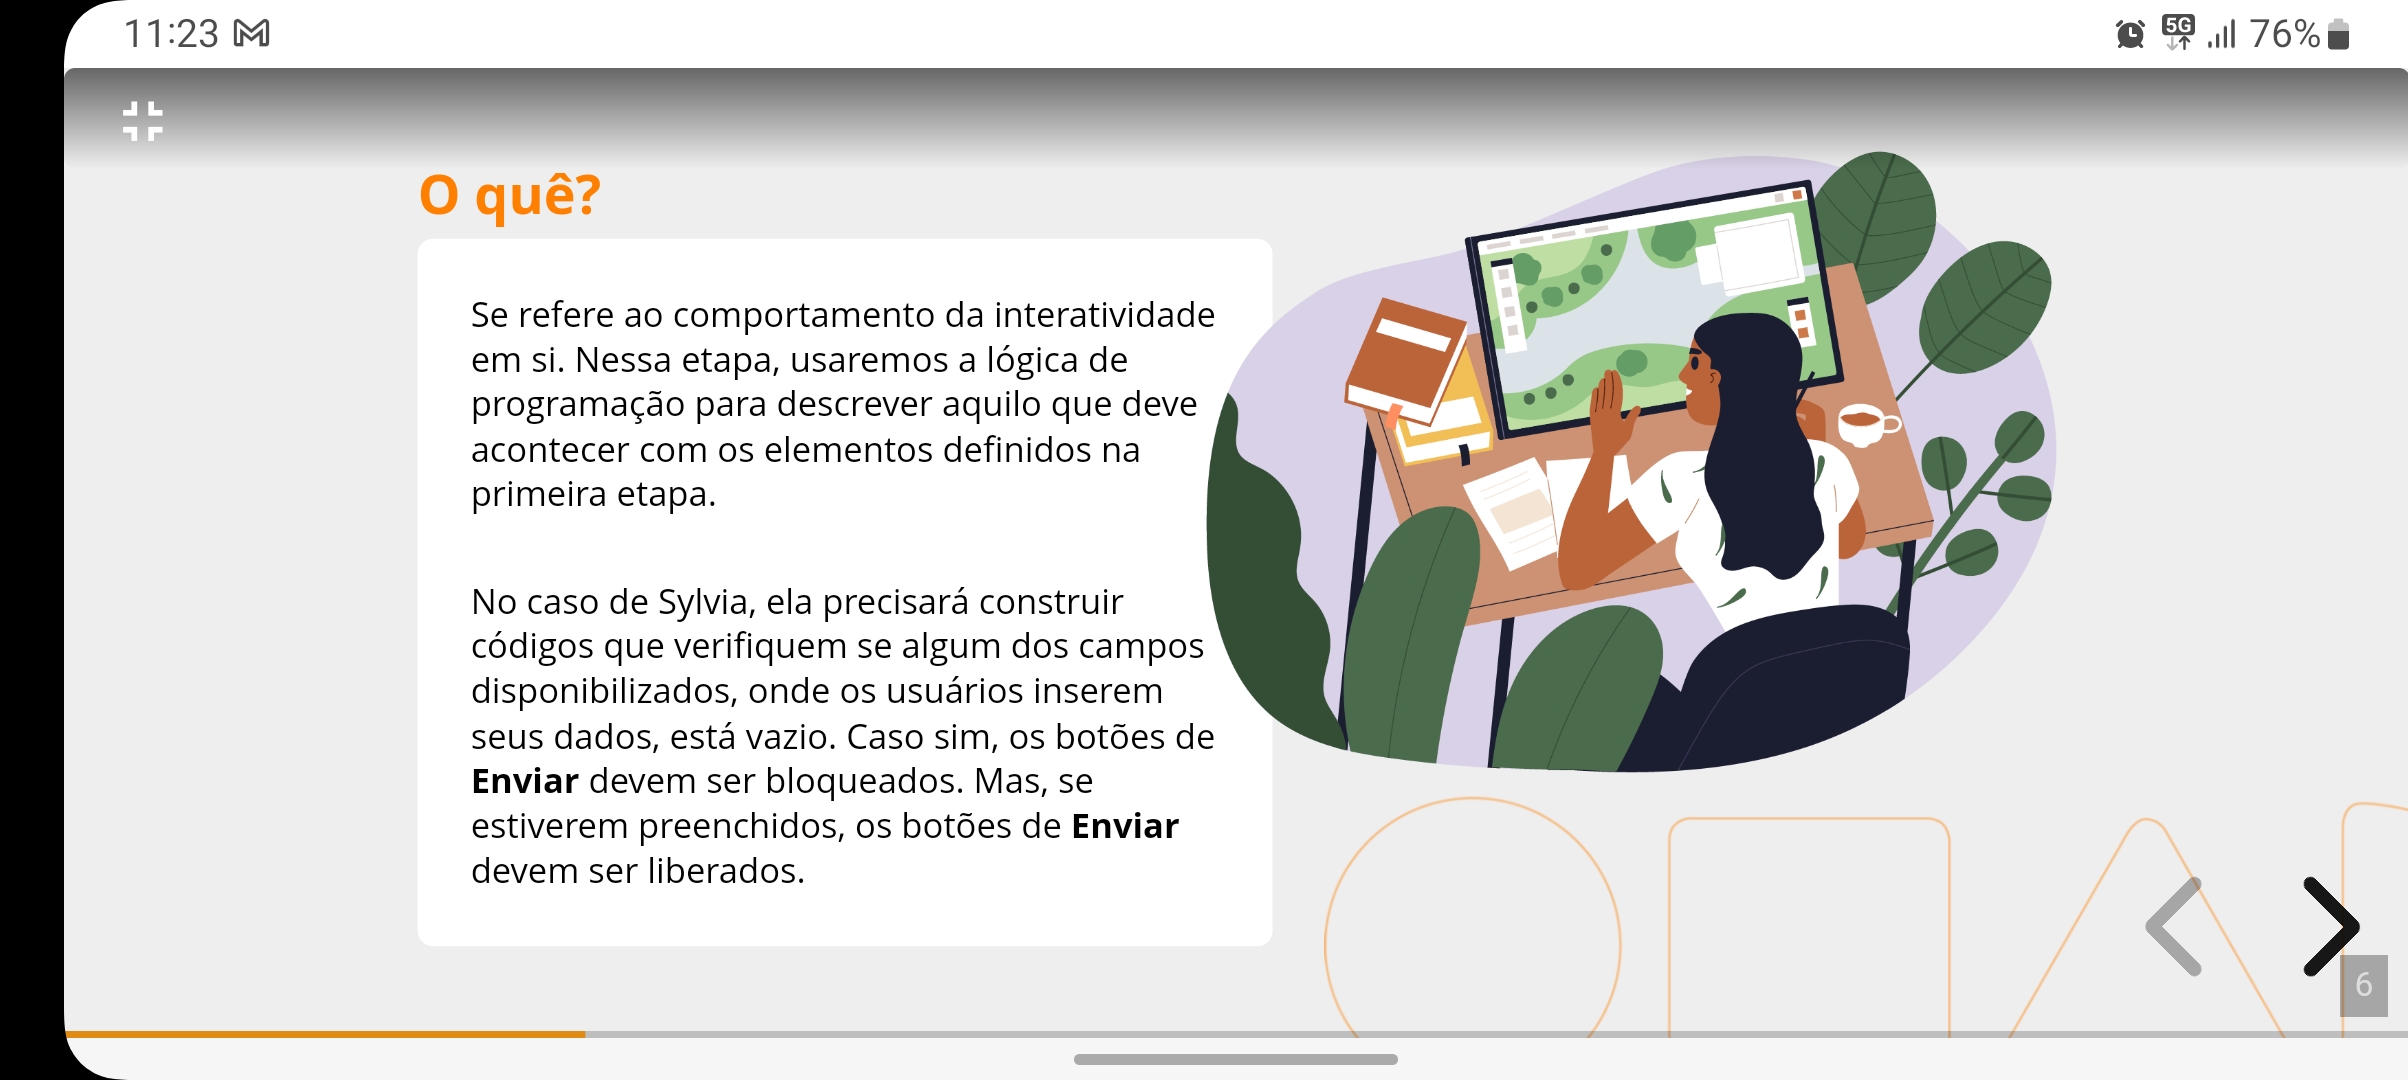 11:23
5G 76%
O quê?
Se refere ao comportamento da interatividade
em si. Nessa etapa, usaremos a lógica de
programação para descrever aquilo que deve
acontecer com os elementos definidos na
primeira etapa.
No caso de Sylvia, ela precisará construir
códigos que verifiquem se algum dos campos
disponibilizados, onde os usuários inserem
seus dados, está vazio. Caso sim, os botões de
Enviar devem ser bloqueados. Mas, se
estiverem preenchidos, os botões de Enviar
devem ser liberados.
6